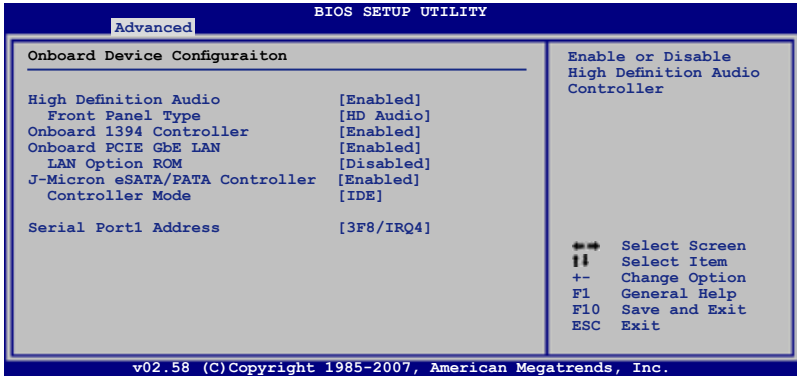 BIOS SETUP UTILITY
Advanced
Onboard Device Configuraiton
High Definition Audio [Enabled]
Front Panel Type [HD Audio]
Onboard 1394 Controller [Enabled]
Onboard PCIE GbE LAN [Enabled]
LAN Option ROM [Disabled]
J-Micron eSATA/PATA Controller [Enabled]
Controller Mode [IDE]
Serial Port1 Address [3F8/IRQ4]
Enable or Disable
High Definition Audio
Controller
←→ Select Screen
↑↓ Select Item
+- Change Option
F1 General Help
F10 Save and Exit
ESC Exit
v02.58 (C)Copyright 1985-2007, American Megatrends, Inc.